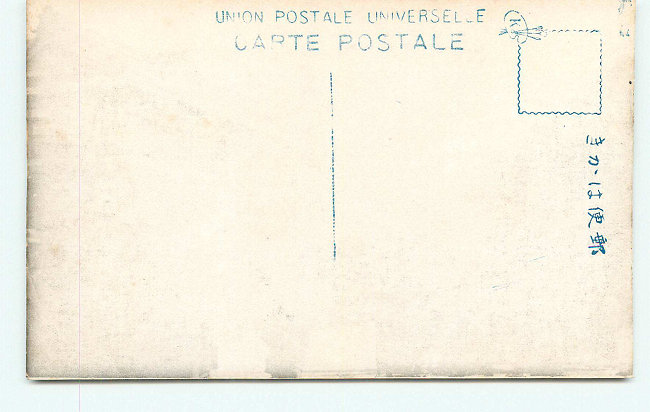 UNION POSTALE UNIVERSELLE
CARTE POSTALE
きかは便郵